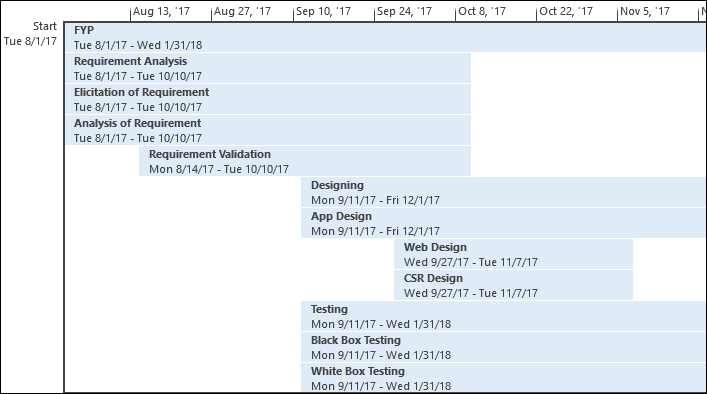 Aug 13, '17 Aug 27, '17 Sep 10, '17 Sep 24, '17 Oct 8, '17 Oct 22, '17 Nov 5, '17
Start
Tue 8/1/17
FYP
Tue 8/1/17 - Wed 1/31/18
Requirement Analysis
Tue 8/1/17 - Tue 10/10/17
Elicitation of Requirement
Tue 8/1/17 - Tue 10/10/17
Analysis of Requirement
Tue 8/1/17 - Tue 10/10/17
Requirement Validation
Mon 8/14/17 - Tue 10/10/17
Designing
Mon 9/11/17 - Fri 12/1/17
App Design
Mon 9/11/17 - Fri 12/1/17
Web Design
Wed 9/27/17 - Tue 11/7/17
CSR Design
Wed 9/27/17 - Tue 11/7/17
Testing
Mon 9/11/17 - Wed 1/31/18
Black Box Testing
Mon 9/11/17 - Wed 1/31/18
White Box Testing
Mon 9/11/17 - Wed 1/31/18